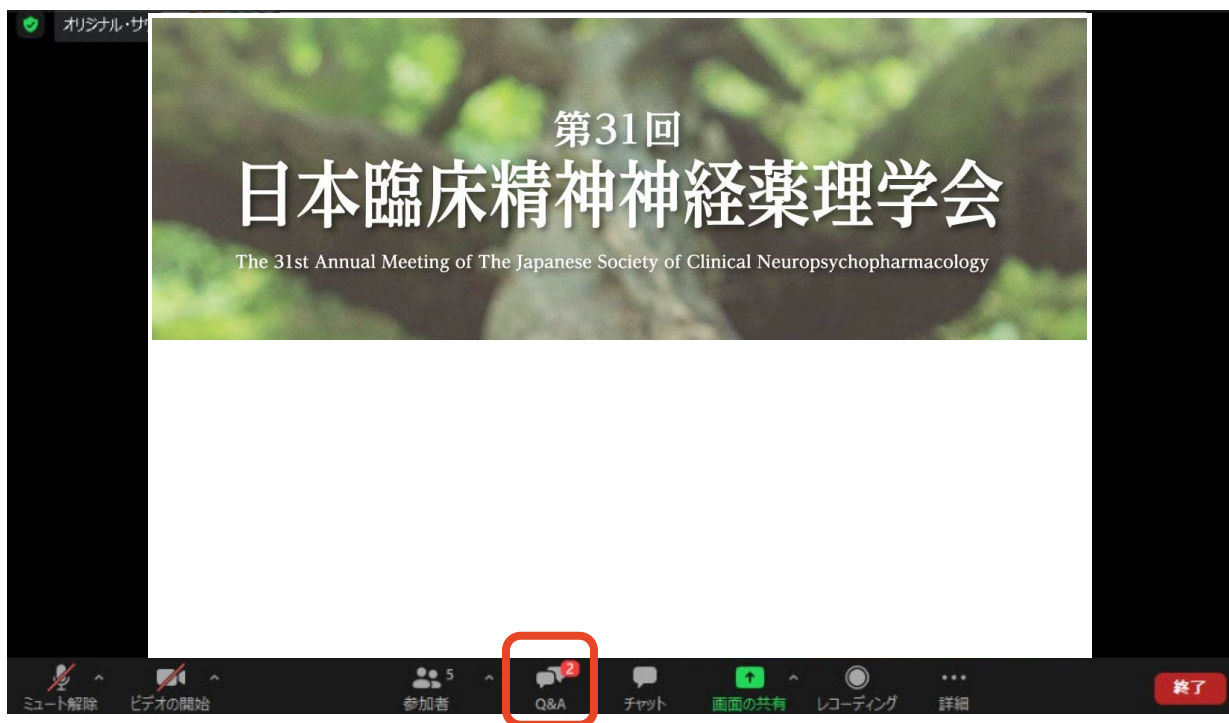 オリジナル・サ
第31回
日本臨床精神神経薬理学会
The 31st Annual Meeting of The Japanese Society of Clinical Neuropsychopharmacology
5
2
ミュート解除 ビデオの開始 参加者 Q&A チャット 画面の共有 レコーディング 詳細 終了